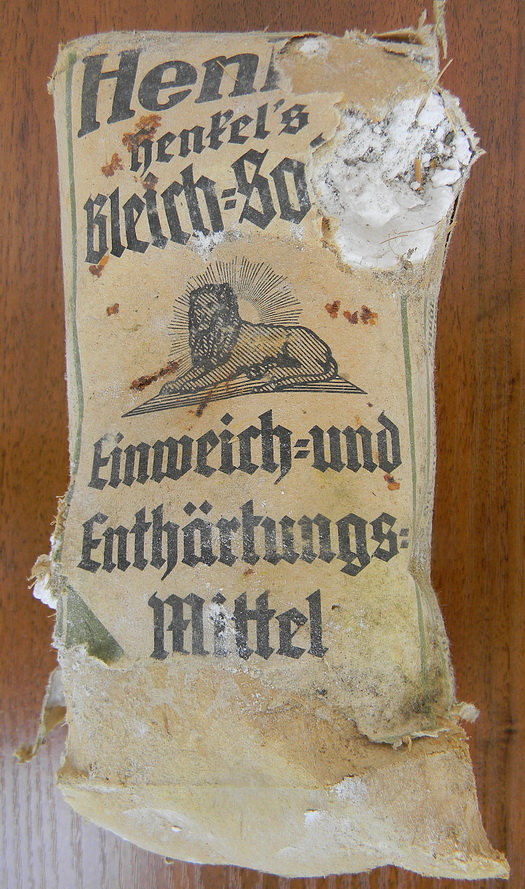 Hen
Henkel's
Bleich=So
Einweich=und
Enthärtungs=
Mittel